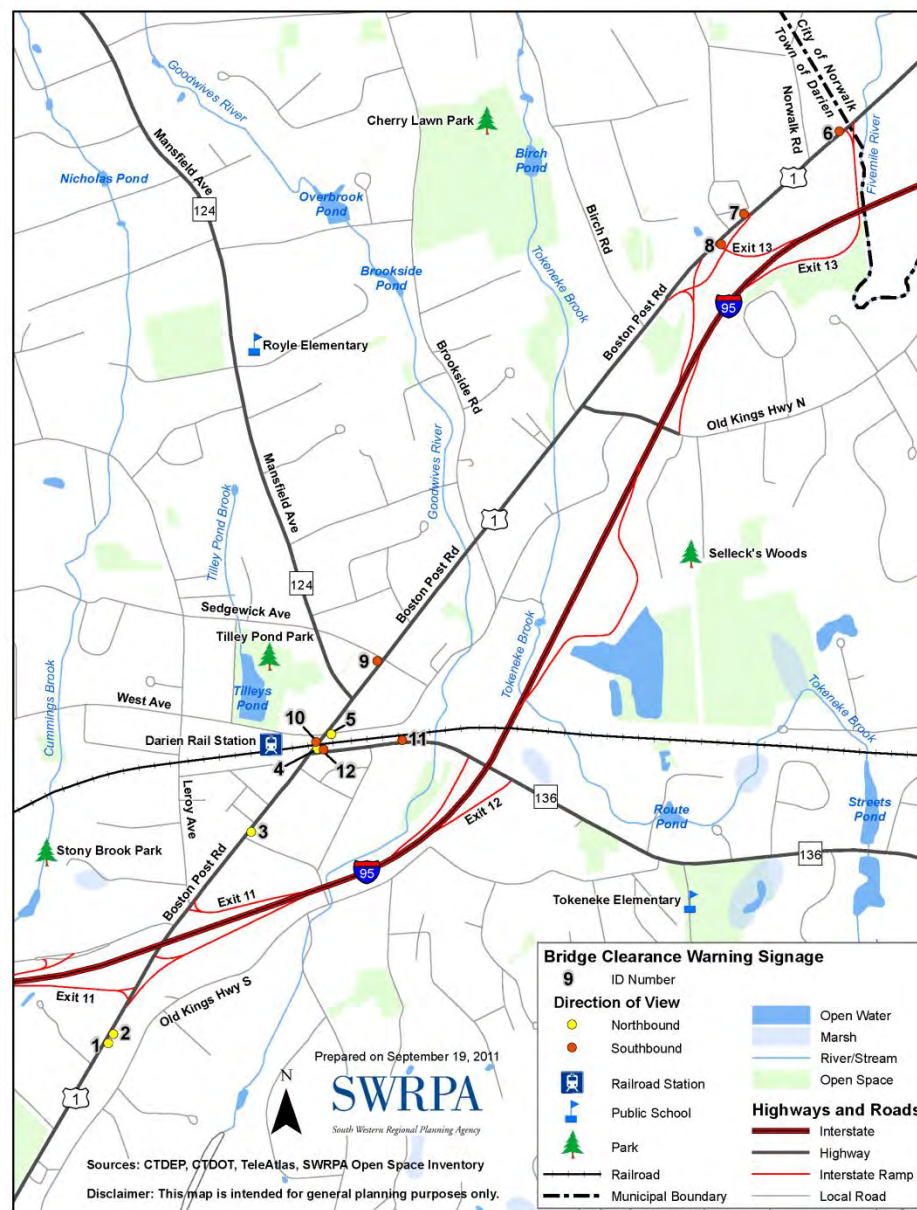 Goodwives River
Cherry Lawn Park
City of Norwalk
Town of Darien
Norwalk Rd
6
Fivemile River
Mansfield Ave
Nicholas Pond
Overbrook
Pond
Birch
Pond
1
124
Birch Rd
7
8
Exit 13
Exit 13
Brookside
Pond
Tokeneke Brook
95
Boston Post Rd
Royle Elementary
Brookside Rd
Old Kings Hwy N
Mansfield Ave
Goodwives River
Tilley Pond Brook
1
Selleck's Woods
124
Boston Post Rd
Sedgewick Ave
Tilley Pond Park
9
Tokeneke Brook
Cummings Brook
Tilleys
Pond
Tokeneke Brook
West Ave
10
5
Darien Rail Station
11
4
12
Leroy Ave
136
Exit 12
Route
Pond
Streets
Pond
3
Stony Brook Park
Boston Post Rd
95
136
Exit 11
Tokeneke Elementary
Exit 11
Old Kings Hwy S
1
2
1
Prepared on September 19, 2011
N
SWRPA
South Western Regional Planning Agency
Sources: CTDEP, CTDOT, TeleAtlas, SWRPA Open Space Inventory
Disclaimer: This map is intended for general planning purposes only.
Bridge Clearance Warning Signage
9 ID Number
Direction of View
Northbound
Southbound
Railroad Station
Public School
Park
Railroad
Municipal Boundary
Open Water
Marsh
River/Stream
Open Space
Highways and Roads
Interstate
Highway
Interstate Ramp
Local Road